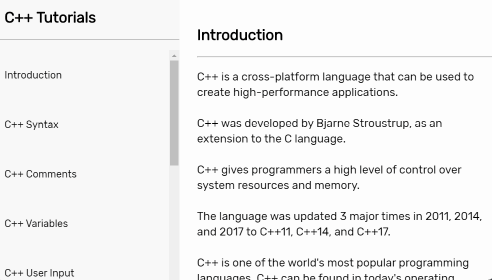 C++ Tutorials
Introduction
C++ Syntax
C++ Comments
C++ Variables
C++ User Input
Introduction
C++ is a cross-platform language that can be used to
create high-performance applications.
C++ was developed by Bjarne Stroustrup, as an
extension to the C language.
C++ gives programmers a high level of control over
system resources and memory.
The language was updated 3 major times in 2011, 2014,
and 2017 to C++11, C++14, and C++17.
C++ is one of the world's most popular programming
languages. C++ can be found in today's operating